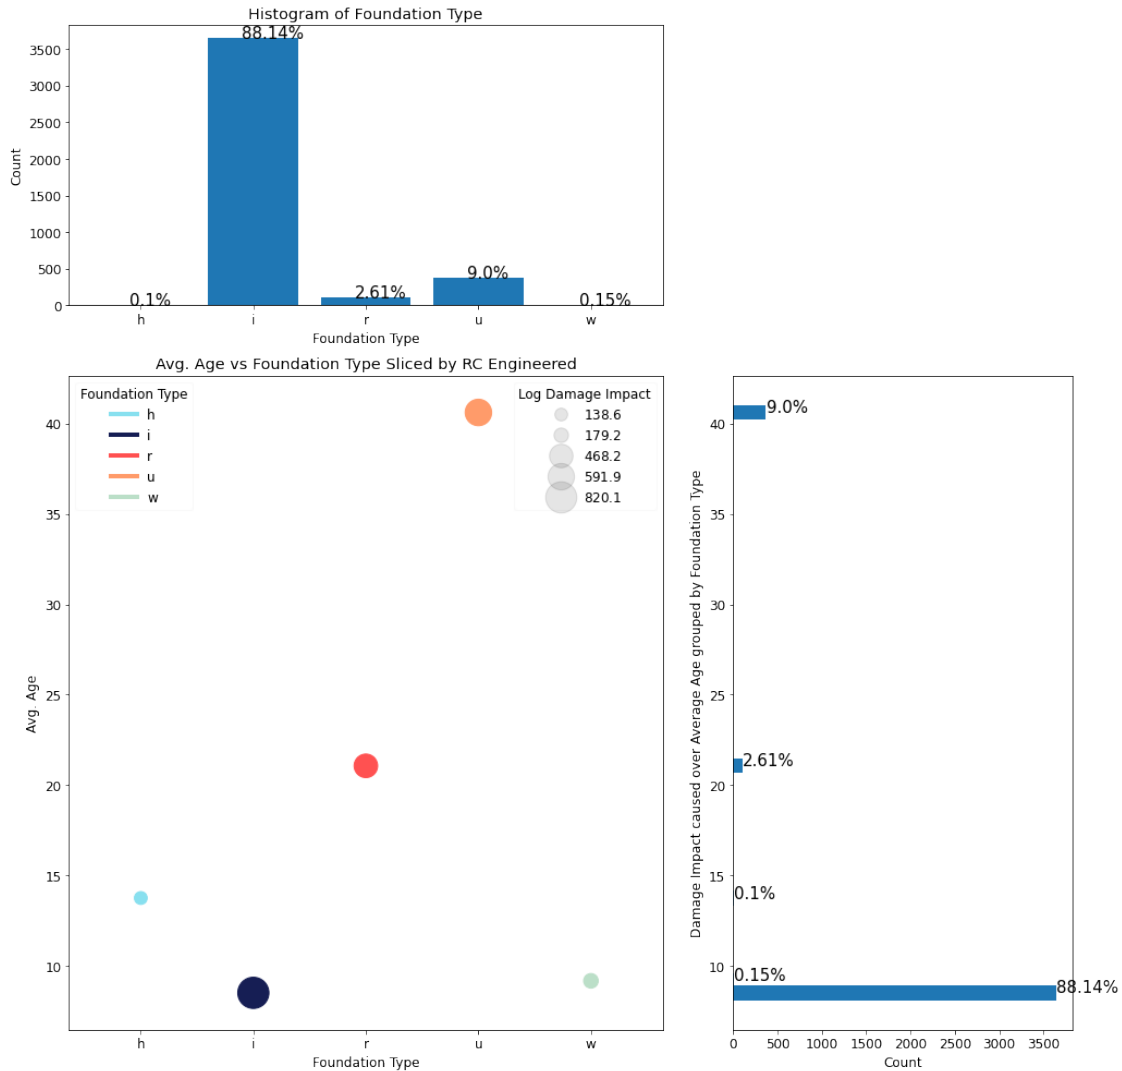 Histogram of Foundation Type
88.14%
3500
3000
2500
2000
1500
1000
500
0
Count
0.1%
2.61%
9.0%
0.15%
h i r u w
Foundation Type
Avg. Age vs Foundation Type Sliced by RC Engineered
Foundation Type
h
i
r
u
w
Log Damage Impact
138.6
179.2
468.2
591.9
820.1
40
35
30
25
20
15
10
Avg. Age
h i r u w
Foundation Type
Damage Impact caused over Average Age grouped by Foundation Type
40
35
30
25
20
15
10
9.0%
2.61%
0.1%
0.15%
88.14%
0 500 1000 1500 2000 2500 3000 3500
Count